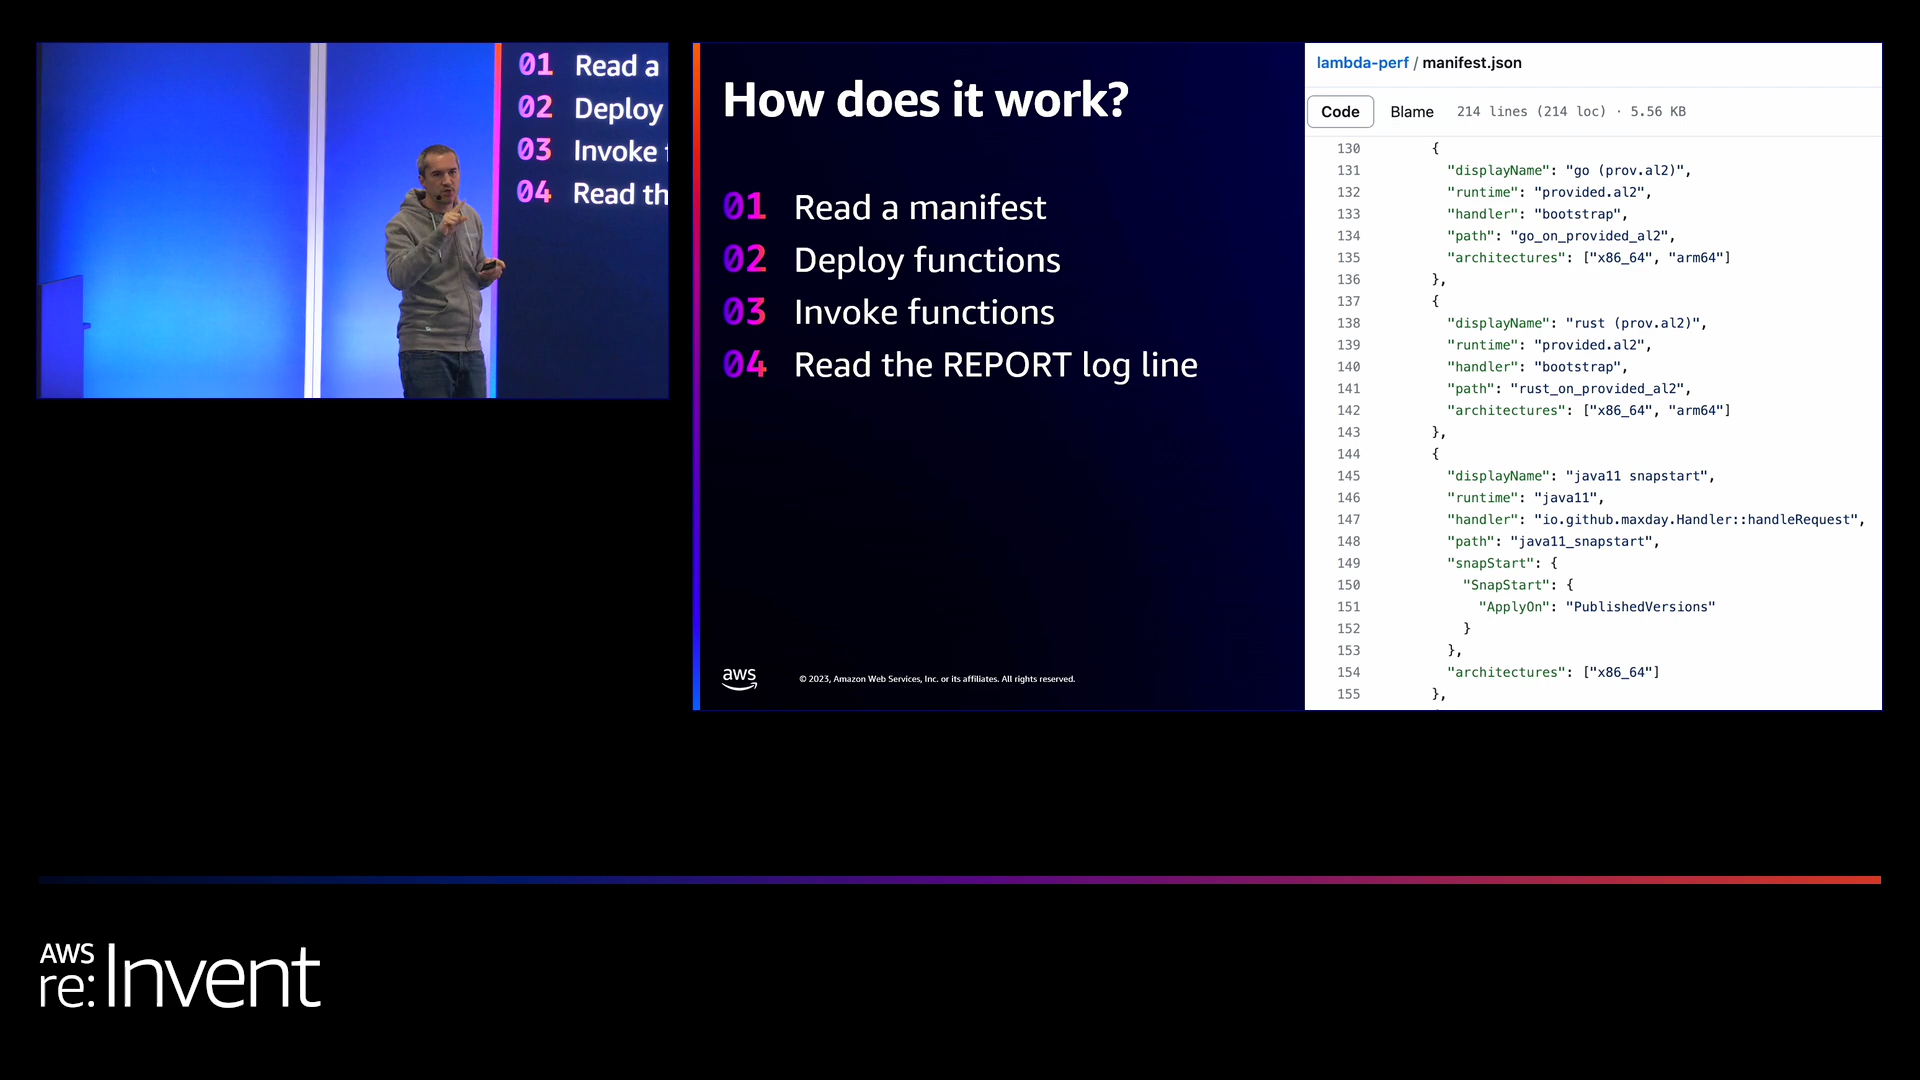 01 Read a
02 Deploy
03 Invoke
04 Read th
How does it work?
01 Read a manifest
02 Deploy functions
03 Invoke functions
04 Read the REPORT log line
aws
© 2023, Amazon Web Services, Inc. or its affiliates. All rights reserved.
lambda-perf / manifest.json
Code Blame 214 lines (214 loc) · 5.56 KB
130 {
131 "displayName": "go (prov.al2)",
132 "runtime": "provided.al2",
133 "handler": "bootstrap",
134 "path": "go_on_provided_al2",
135 "architectures": ["x86_64", "arm64"]
136 },
137 {
138 "displayName": "rust (prov.al2)",
139 "runtime": "provided.al2",
140 "handler": "bootstrap",
141 "path": "rust_on_provided_al2",
142 "architectures": ["x86_64", "arm64"]
143 },
144 {
145 "displayName": "java11 snapstart",
146 "runtime": "java11",
147 "handler": "io.github.maxday.Handler::handleRequest",
148 "path": "java11_snapstart",
149 "snapStart": {
150 "SnapStart": {
151 "ApplyOn": "PublishedVersions"
152 }
153 },
154 "architectures": ["x86_64"]
155 },
AWS
re:Invent